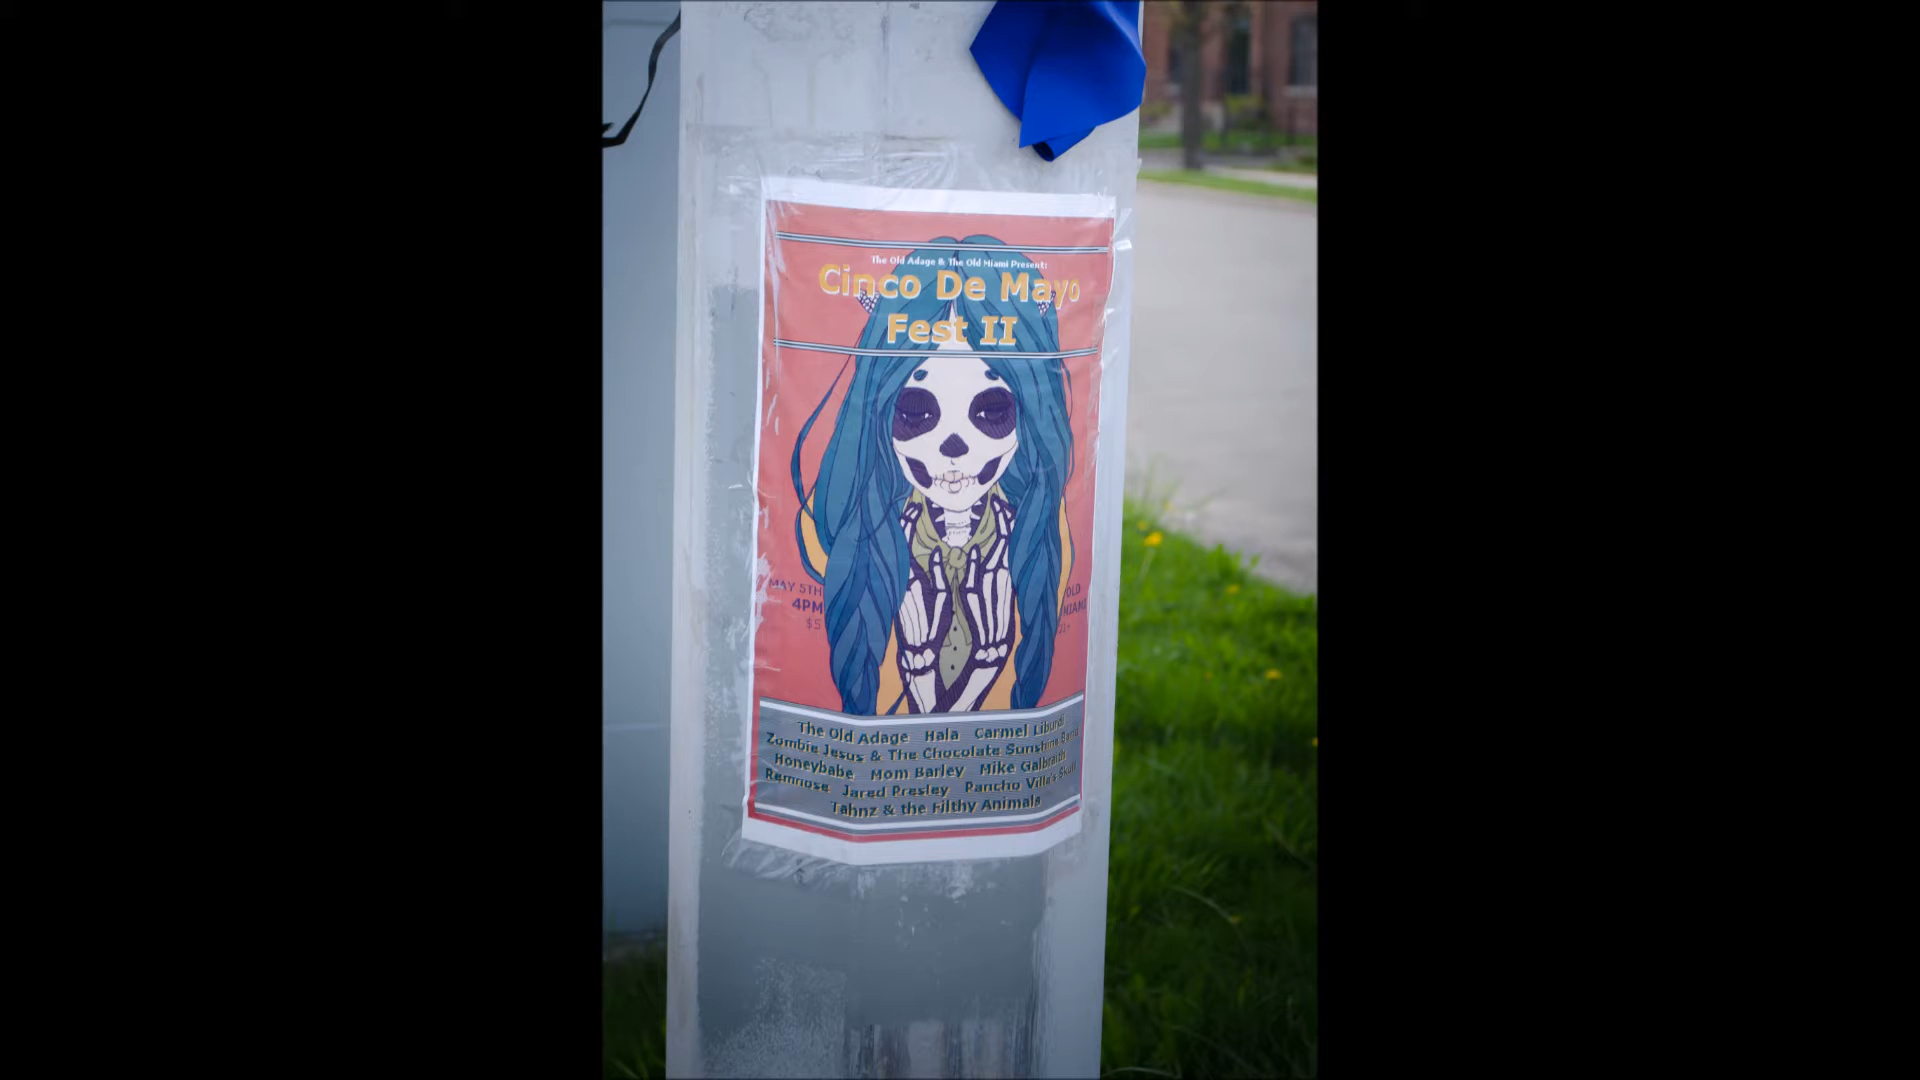 The Old Adage & The Old Miami Present:
Cinco De Mayo
Fest II
MAY 5TH
4PM
$5
OLD
MIAMI
21+
The Old Adage Hala Carmel Liburdi
Zombie Jesus & The Chocolate Sunshine Band
Honeybabe Mom Barley Mike Galbraith
Remnose Jared Presley Pancho Villa's Skull
Tahnz & the Filthy Animals